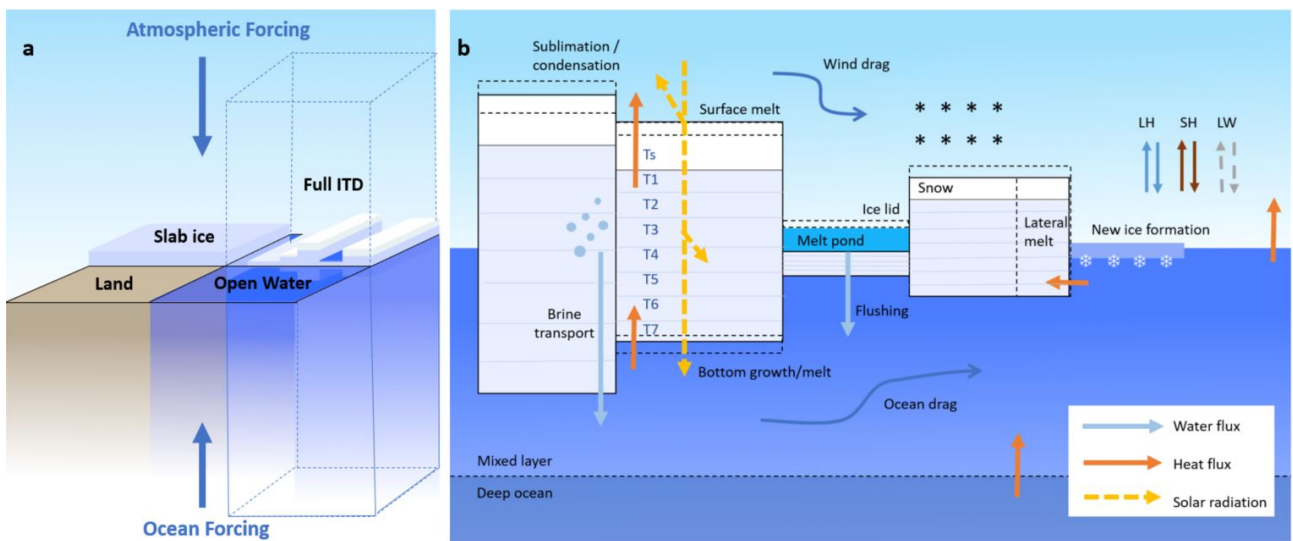 a
Atmospheric Forcing
Full ITD
Slab ice
Land
Open Water
Ocean Forcing
b
Sublimation /
condensation
Wind drag
Surface melt
LH
SH
LW
Ts
T1
T2
T3
T4
T5
T6
T7
Ice lid
Snow
Melt pond
Lateral
melt
New ice formation
Brine
transport
Flushing
Bottom growth/melt
Ocean drag
Mixed layer
Deep ocean
Water flux
Heat flux
Solar radiation